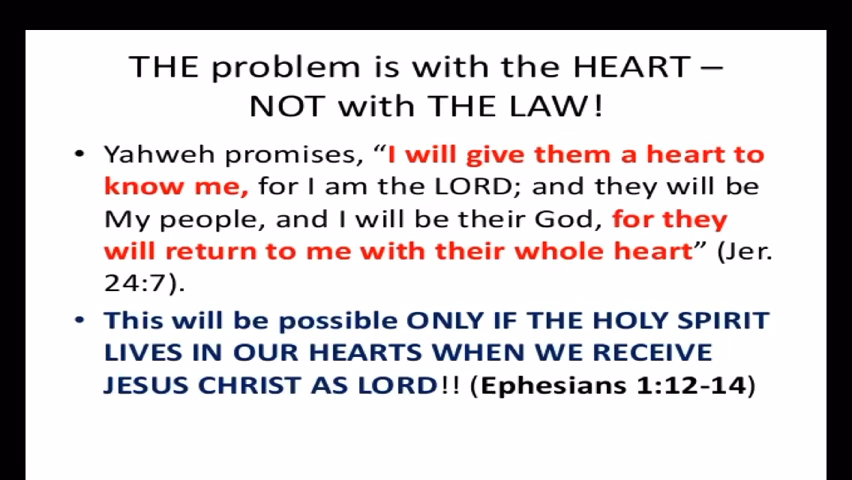 THE problem is with the HEART –
NOT with THE LAW!
• Yahweh promises, “I will give them a heart to
know me, for I am the LORD; and they will be
My people, and I will be their God, for they
will return to me with their whole heart” (Jer.
24:7).
• This will be possible ONLY IF THE HOLY SPIRIT
LIVES IN OUR HEARTS WHEN WE RECEIVE
JESUS CHRIST AS LORD!! (Ephesians 1:12-14)